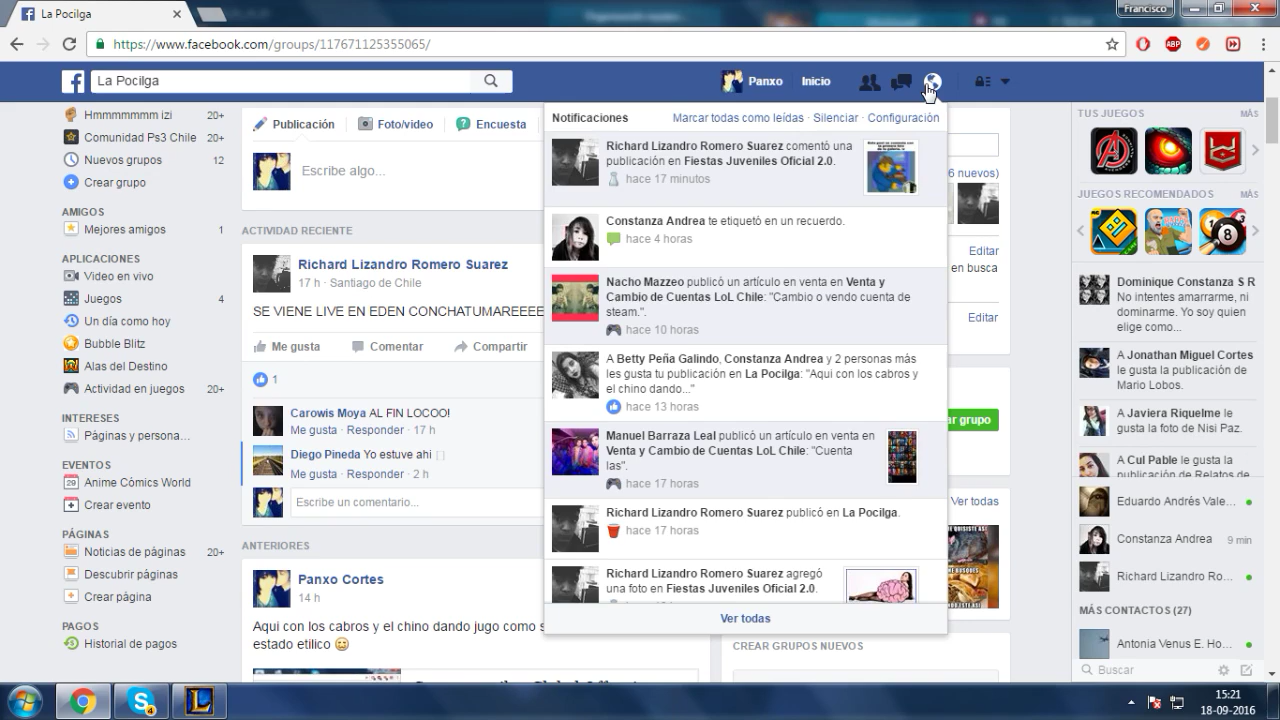 La Pocilga
Francisco
https://www.facebook.com/groups/117671125355065/
ABP
La Pocilga
Panxo
Inicio
Hmmmmmmm izi 20+
Comunidad Ps3 Chile 20+
Nuevos grupos 12
Crear grupo
AMIGOS
Mejores amigos 1
APLICACIONES
Video en vivo
Juegos 4
Un día como hoy
Bubble Blitz
Alas del Destino
Actividad en juegos 20+
INTERESES
Páginas y persona...
EVENTOS
Anime Cómics World
Crear evento
PÁGINAS
Noticias de páginas 20+
Descubrir páginas
Crear página
PAGOS
Historial de pagos
Publicación
Foto/video
Encuesta
Escribe algo...
ACTIVIDAD RECIENTE
Richard Lizandro Romero Suarez
17 h · Santiago de Chile
SE VIENE LIVE EN EDEN CONCHATUMAREEEE
Me gusta
Comentar
Compartir
1
Carowis Moya AL FIN LOCOO!
Me gusta · Responder · 17 h
Diego Pineda Yo estuve ahi
Me gusta · Responder · 2 h
Escribe un comentario...
ANTERIORES
Panxo Cortes
14 h
Aqui con los cabros y el chino dando jugo como s
estado etilico
Notificaciones
Marcar todas como leídas · Silenciar · Configuración
Richard Lizandro Romero Suarez comentó una
publicación en Fiestas Juveniles Oficial 2.0.
hace 17 minutos
Constanza Andrea te etiquetó en un recuerdo.
hace 4 horas
Nacho Mazzeo publicó un artículo en venta en Venta y
Cambio de Cuentas LoL Chile: "Cambio o vendo cuenta de
steam.".
hace 10 horas
A Betty Peña Galindo, Constanza Andrea y 2 personas más
les gusta tu publicación en La Pocilga: "Aqui con los cabros y
el chino dando..."
hace 13 horas
Manuel Barraza Leal publicó un artículo en venta en
Venta y Cambio de Cuentas LoL Chile: "Cuenta
las".
hace 17 horas
Richard Lizandro Romero Suarez publicó en La Pocilga.
hace 17 horas
Richard Lizandro Romero Suarez agregó
una foto en Fiestas Juveniles Oficial 2.0.
Ver todas
6 nuevos)
Editar
en busca
Editar
ar grupo
Ver todas
CREAR GRUPOS NUEVOS
TUS JUEGOS MÁS
JUEGOS RECOMENDADOS MÁS
8
Dominique Constanza S R
No intentes amarrarme, ni
dominarme. Yo soy quien
elige como...
A Jonathan Miguel Cortes
le gusta la publicación de
Mario Lobos.
A Javiera Riquelme le
gusta la foto de Nisi Paz.
A Cul Pable le gusta la
publicación de Relatos de
Eduardo Andrés Vale...
Constanza Andrea 9 min
Richard Lizandro Ro...
MÁS CONTACTOS (27)
Antonia Venus E. Ho...
Buscar
4
L
15:21
18-09-2016